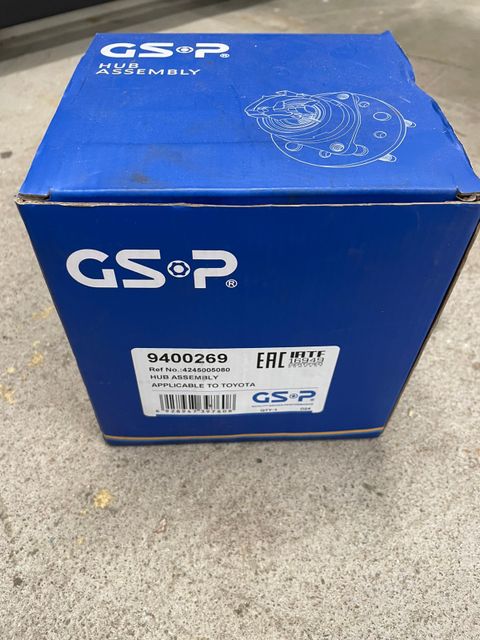 GSP®
HUB
ASSEMBLY
GSP®
9400269
Ref No.:4245005080
HUB ASSEMBLY
APPLICABLE TO TOYOTA
EAC
IATF
16949
GSP
QTY:1